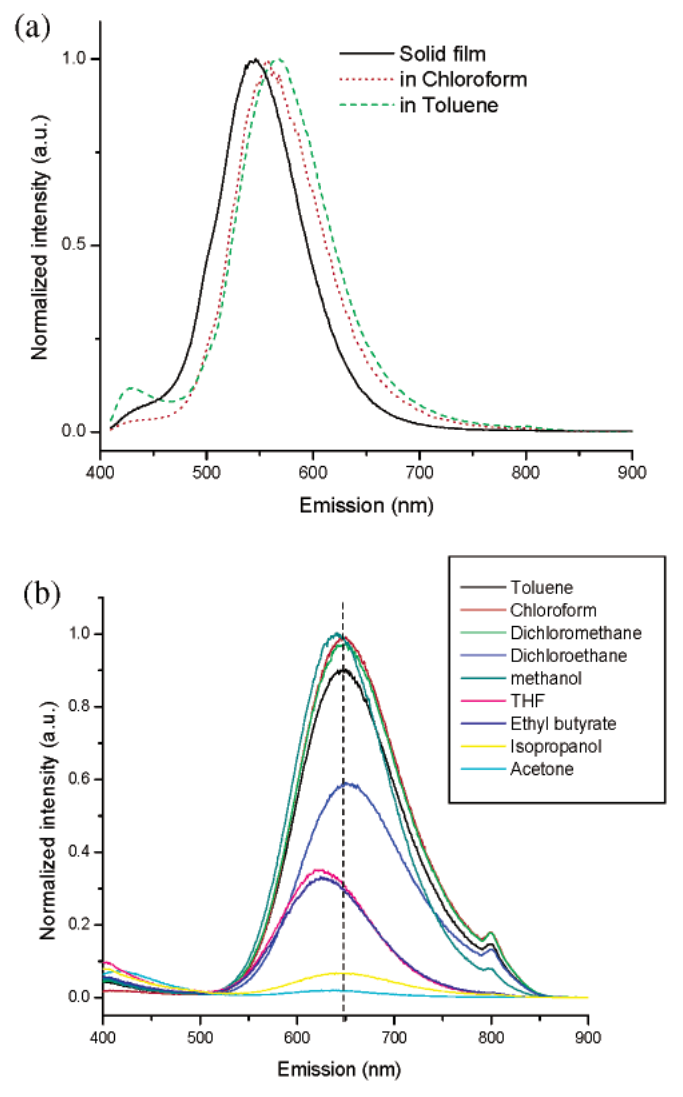 (a)
Solid film
in Chloroform
in Toluene
Normalized intensity (a.u.)
1.0
0.5
0.0
400 500 600 700 800 900
Emission (nm)
(b)
Toluene
Chloroform
Dichloromethane
Dichloroethane
methanol
THF
Ethyl butyrate
Isopropanol
Acetone
Normalized intensity (a.u.)
1.0
0.8
0.6
0.4
0.2
0.0
400 500 600 700 800 900
Emission (nm)